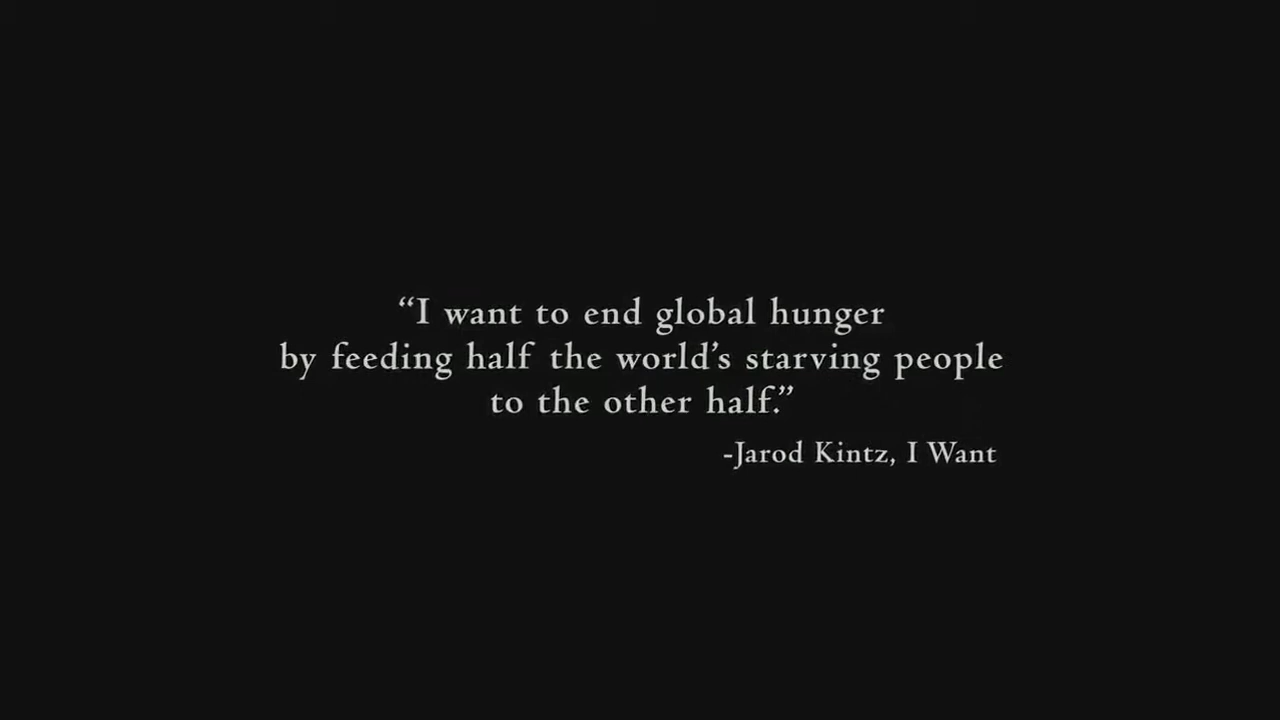 “I want to end global hunger
by feeding half the world’s starving people
to the other half.”
-Jarod Kintz, I Want